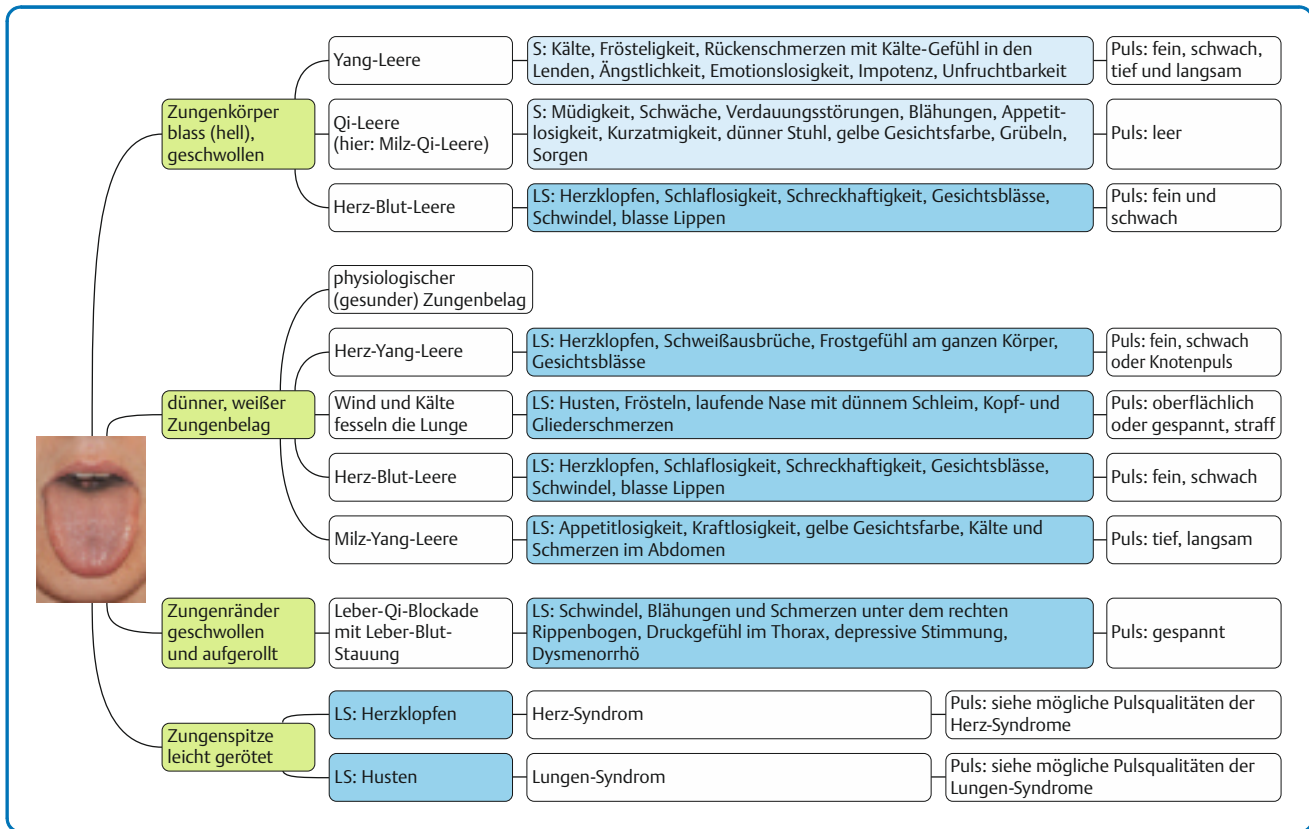 Zungenkörper
blass (hell),
geschwollen
Yang-Leere
S: Kälte, Frösteligkeit, Rückenschmerzen mit Kälte-Gefühl in den
Lenden, Ängstlichkeit, Emotionslosigkeit, Impotenz, Unfruchtbarkeit
Puls: fein, schwach,
tief und langsam
Qi-Leere
(hier: Milz-Qi-Leere)
S: Müdigkeit, Schwäche, Verdauungsstörungen, Blähungen, Appetit-
losigkeit, Kurzatmigkeit, dünner Stuhl, gelbe Gesichtsfarbe, Grübeln,
Sorgen
Puls: leer
Herz-Blut-Leere
LS: Herzklopfen, Schlaflosigkeit, Schreckhaftigkeit, Gesichtsblässe,
Schwindel, blasse Lippen
Puls: fein und
schwach
dünner, weißer
Zungenbelag
physiologischer
(gesunder) Zungenbelag
Herz-Yang-Leere
LS: Herzklopfen, Schweißausbrüche, Frostgefühl am ganzen Körper,
Gesichtsblässe
Puls: fein, schwach
oder Knotenpuls
Wind und Kälte
fesseln die Lunge
LS: Husten, Frösteln, laufende Nase mit dünnem Schleim, Kopf- und
Gliederschmerzen
Puls: oberflächlich
oder gespannt, straff
Herz-Blut-Leere
LS: Herzklopfen, Schlaflosigkeit, Schreckhaftigkeit, Gesichtsblässe,
Schwindel, blasse Lippen
Puls: fein, schwach
Milz-Yang-Leere
LS: Appetitlosigkeit, Kraftlosigkeit, gelbe Gesichtsfarbe, Kälte und
Schmerzen im Abdomen
Puls: tief, langsam
Zungenränder
geschwollen
und aufgerollt
Leber-Qi-Blockade
mit Leber-Blut-
Stauung
LS: Schwindel, Blähungen und Schmerzen unter dem rechten
Rippenbogen, Druckgefühl im Thorax, depressive Stimmung,
Dysmenorrhö
Puls: gespannt
Zungenspitze
leicht gerötet
LS: Herzklopfen
Herz-Syndrom
Puls: siehe mögliche Pulsqualitäten der
Herz-Syndrome
LS: Husten
Lungen-Syndrom
Puls: siehe mögliche Pulsqualitäten der
Lungen-Syndrome